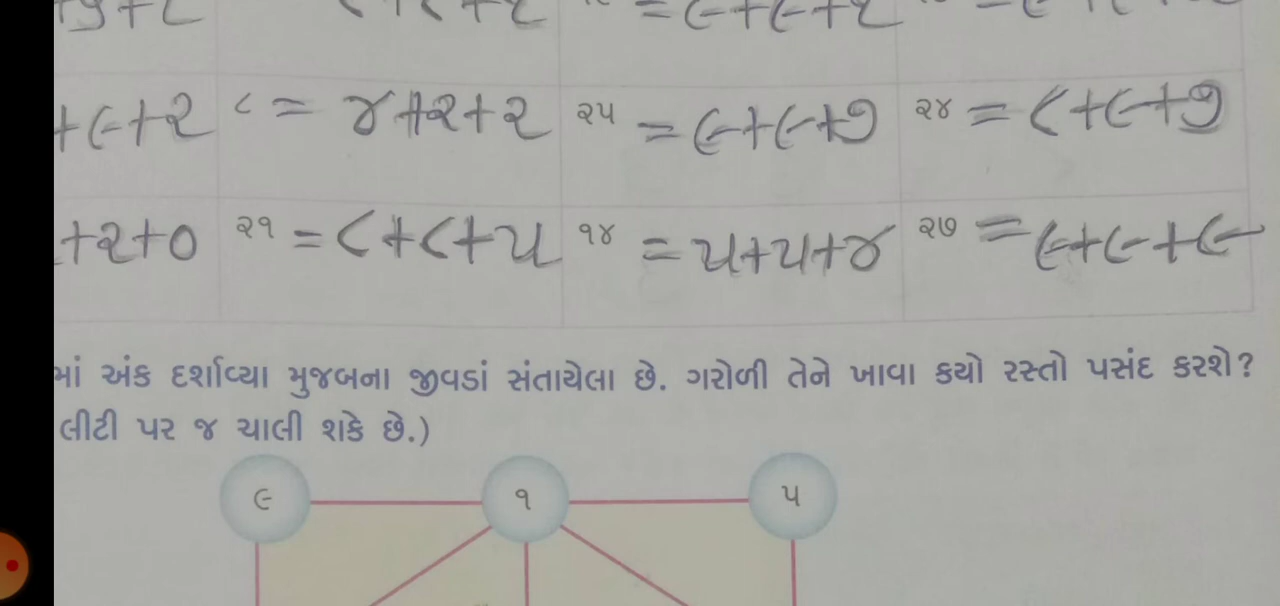 +૯+૨ ૮ = ૪+૨+૨ ૨૫ = ૯+૯+૭ ૨૪ = ૮+૯+૭
+૨+૦ ૨૧ = ૮+૮+૫ ૧૪ = ૫+૫+૪ ૨૭ = ૯+૯+૯
માં અંક દર્શાવ્યા મુજબના જીવડાં સંતાયેલા છે. ગરોળી તેને ખાવા કયો રસ્તો પસંદ કરશે?
લીટી પર જ ચાલી શકે છે.)
૯ ૧ ૫